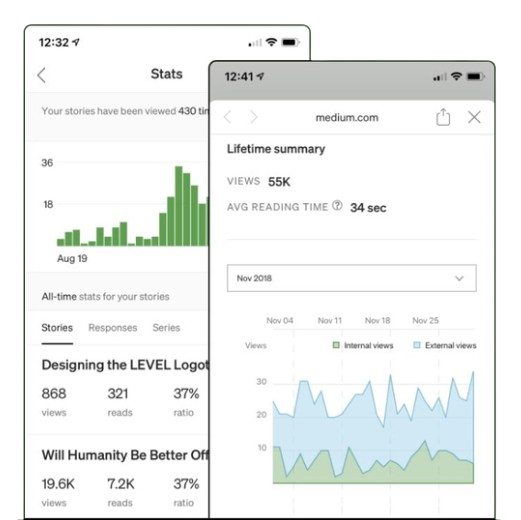 12:32
Stats
Your stories have been viewed 430
36
18
Aug 19
All-time stats for your stories
Stories Responses Series
Designing the LEVEL
868 321 37%
views reads ratio
Will Humanity Be Better Off
19.6K 7.2K 37%
views reads ratio
12:41
medium.com
Lifetime summary
VIEWS 55K
AVG READING TIME ? 34 sec
Nov 2018
Nov 04 Nov 11 Nov 18 Nov 25
Views Internal views External views
30
20
10